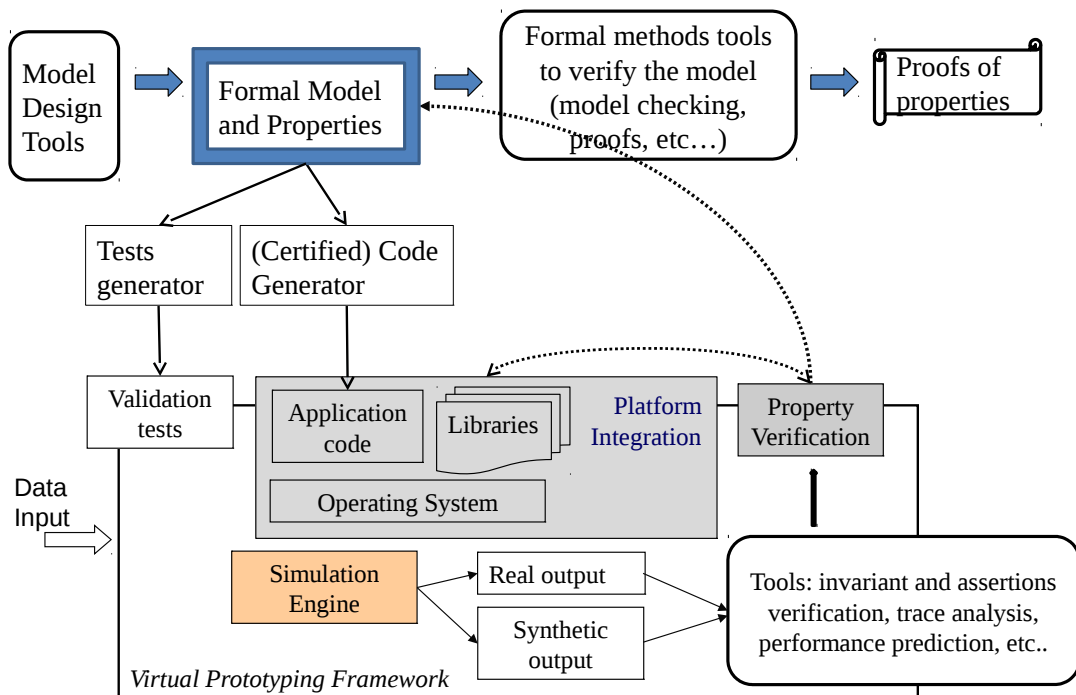 Model
Design
Tools
Formal Model
and Properties
Formal methods tools
to verify the model
(model checking,
proofs, etc…)
Proofs of
properties
Tests
generator
(Certified) Code
Generator
Validation
tests
Application
code
Libraries
Platform
Integration
Property
Verification
Operating System
Data
Input
Simulation
Engine
Real output
Synthetic
output
Tools: invariant and assertions
verification, trace analysis,
performance prediction, etc..
Virtual Prototyping Framework